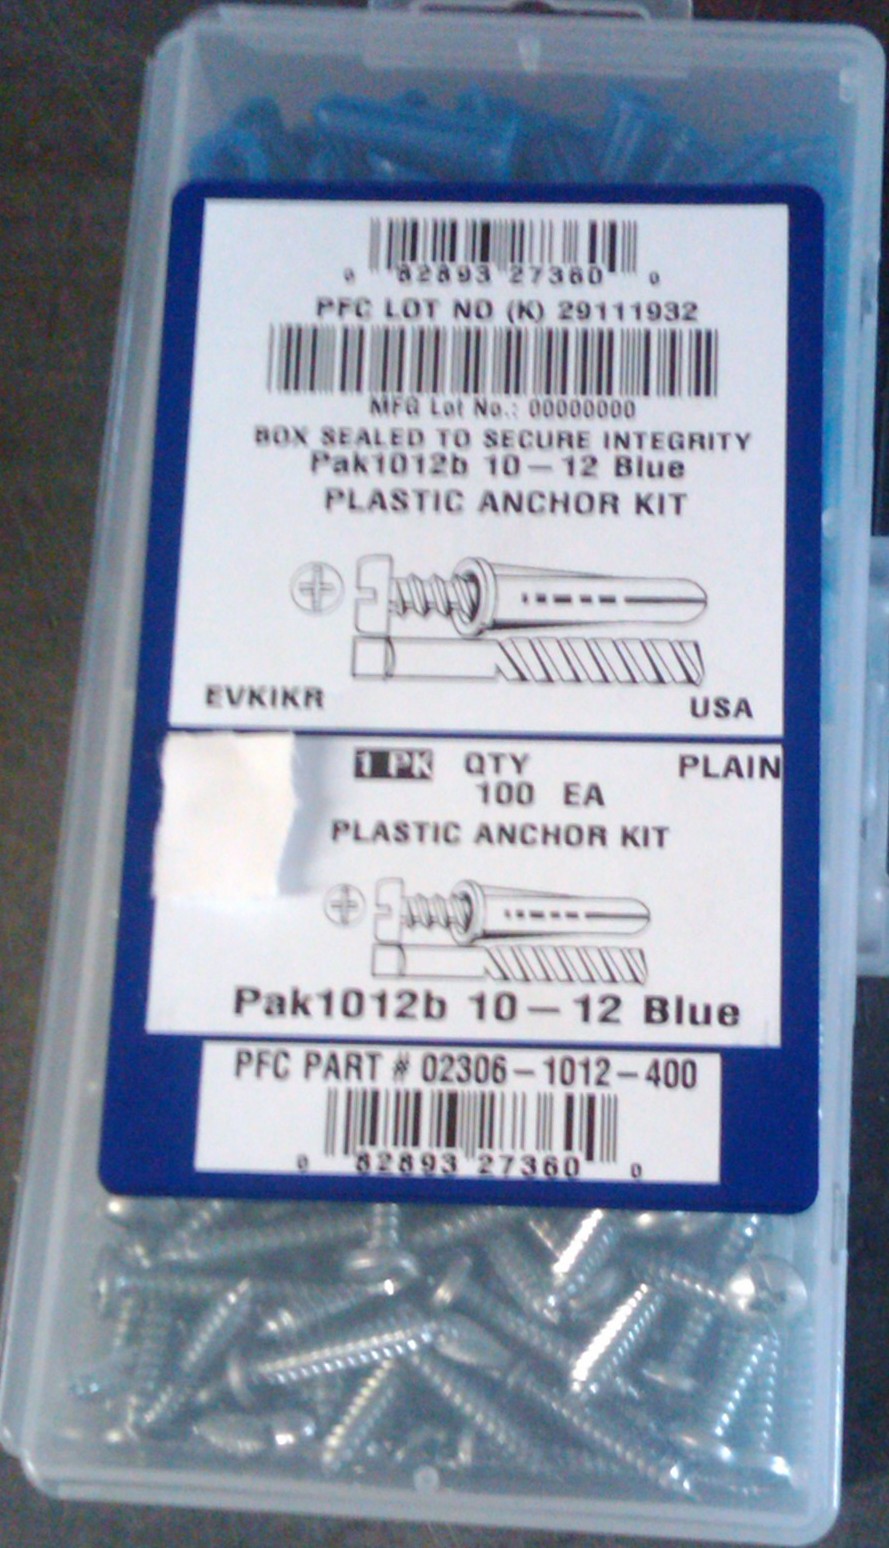 0 82893 27360 0
PFC LOT NO (K) 29111932
MFG Lot No.: 00000000
BOX SEALED TO SECURE INTEGRITY
Pak1012b 10-12 Blue
PLASTIC ANCHOR KIT
EVKIKR USA
1 PK QTY PLAIN
100 EA
PLASTIC ANCHOR KIT
Pak1012b 10-12 Blue
PFC PART # 02306-1012-400
0 82893 27360 0